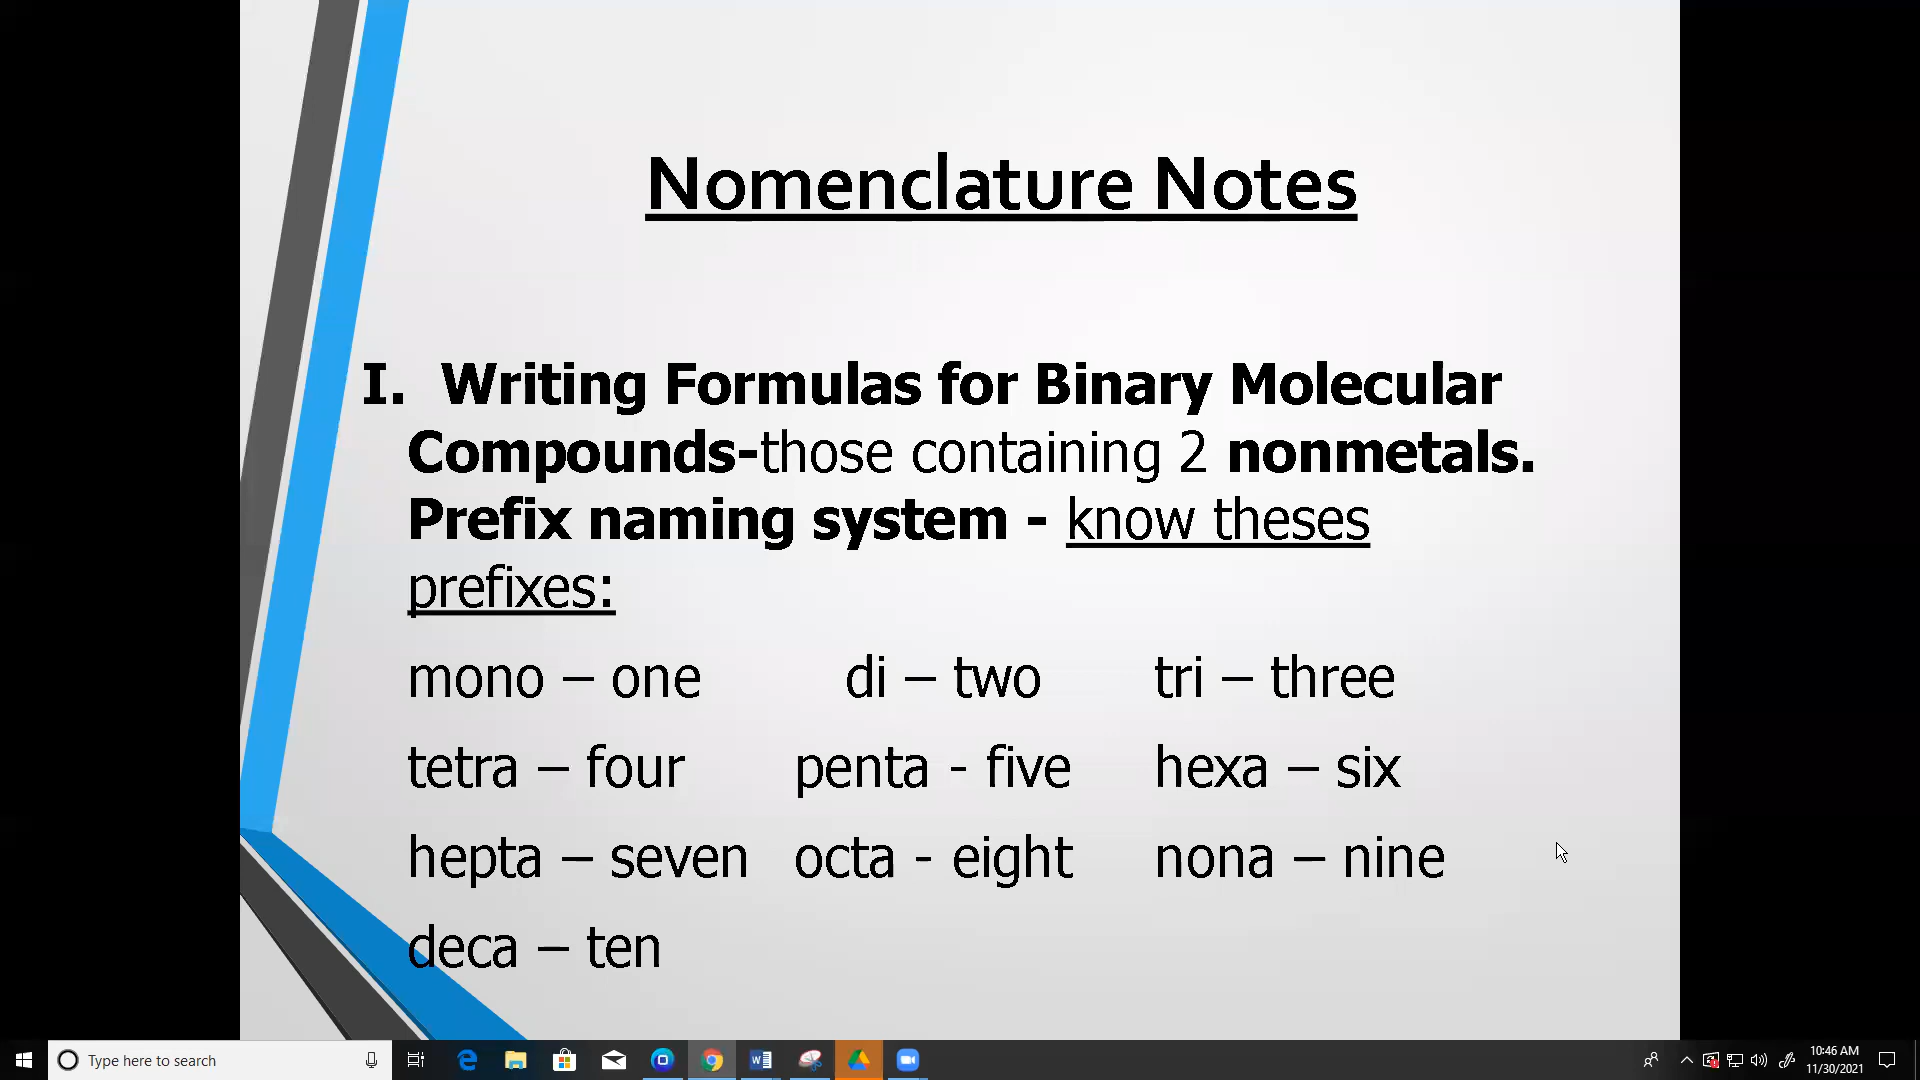 Nomenclature Notes
I. Writing Formulas for Binary Molecular
Compounds-those containing 2 nonmetals.
Prefix naming system - know theses
prefixes:
mono – one di – two tri – three
tetra – four penta - five hexa – six
hepta – seven octa - eight nona – nine
deca – ten
Type here to search
10:46 AM
11/30/2021